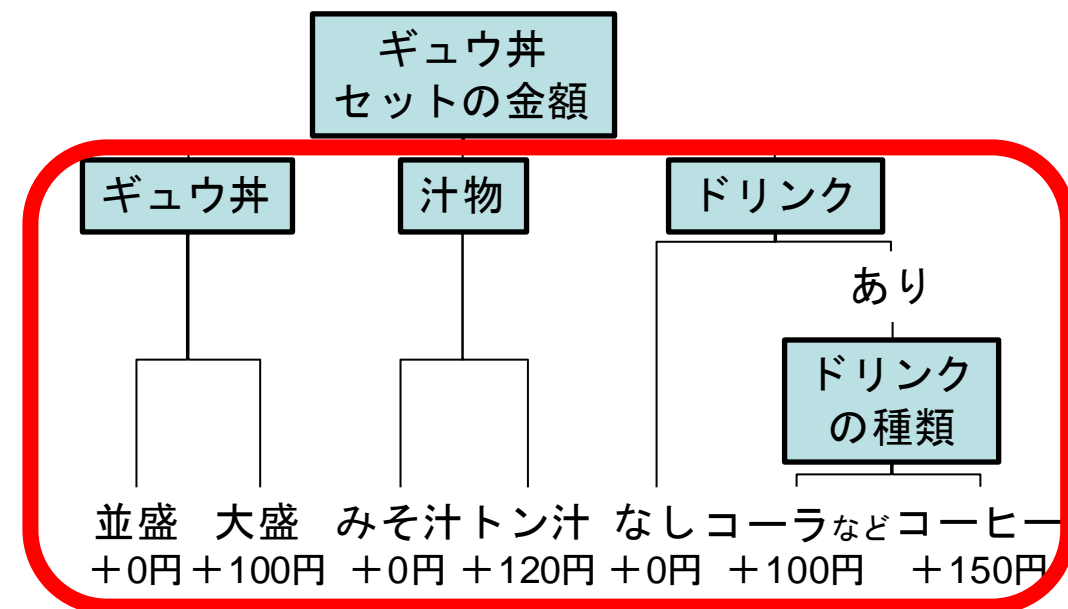 ギュウ丼
セットの金額
ギュウ丼 汁物 ドリンク
あり
ドリンク
の種類
並盛 大盛 みそ汁 トン汁 なし コーラなど コーヒー
＋0円 ＋100円 ＋0円 ＋120円 ＋0円 ＋100円 ＋150円